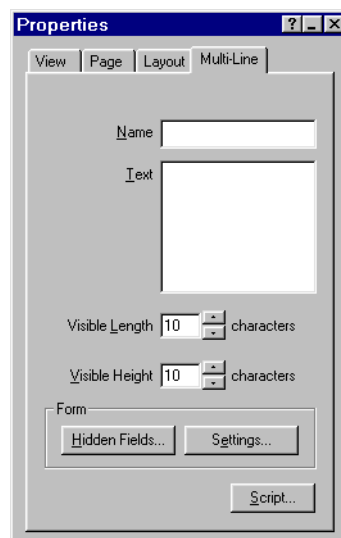 Properties
View Page Layout Multi-Line
Name
Text
Visible Length 10 characters
Visible Height 10 characters
Form
Hidden Fields... Settings...
Script...